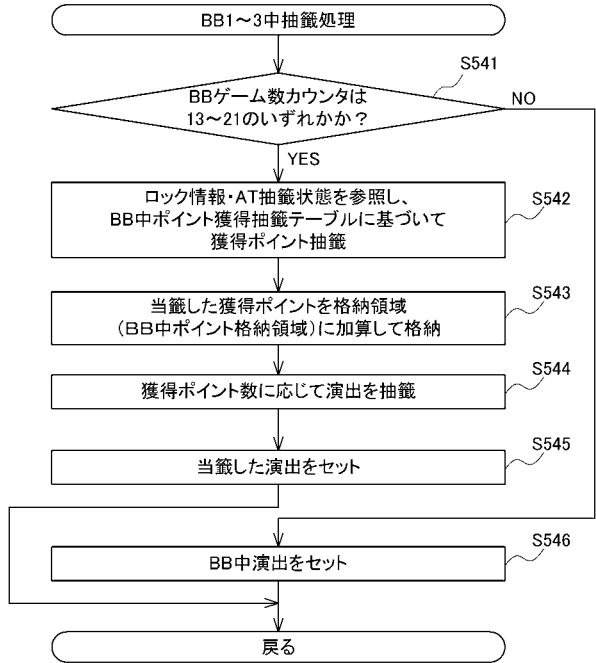 BB1～3中抽籤処理
S541
BBゲーム数カウンタは
13～21のいずれかか？
NO
YES
ロック情報・AT抽籤状態を参照し、
BB中ポイント獲得抽籤テーブルに基づいて
獲得ポイント抽籤
S542
当籤した獲得ポイントを格納領域
（BB中ポイント格納領域）に加算して格納
S543
獲得ポイント数に応じて演出を抽籤
S544
当籤した演出をセット
S545
BB中演出をセット
S546
戻る